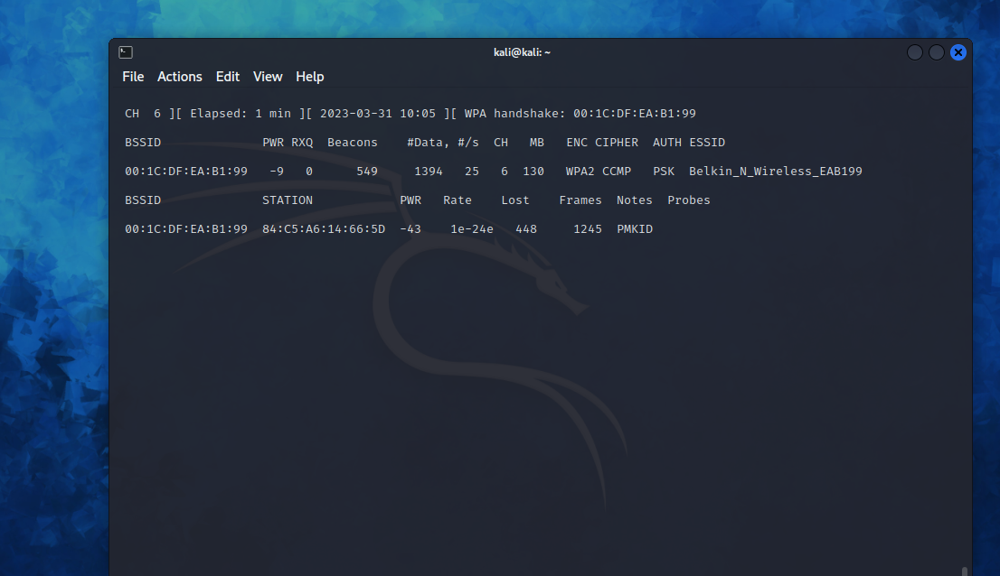 kali@kali: ~
File Actions Edit View Help
CH 6 ][ Elapsed: 1 min ][ 2023-03-31 10:05 ][ WPA handshake: 00:1C:DF:EA:B1:99
BSSID PWR RXQ Beacons #Data, #/s CH MB ENC CIPHER AUTH ESSID
00:1C:DF:EA:B1:99 -9 0 549 1394 25 6 130 WPA2 CCMP PSK Belkin_N_Wireless_EAB199
BSSID STATION PWR Rate Lost Frames Notes Probes
00:1C:DF:EA:B1:99 84:C5:A6:14:66:5D -43 1e-24e 448 1245 PMKID